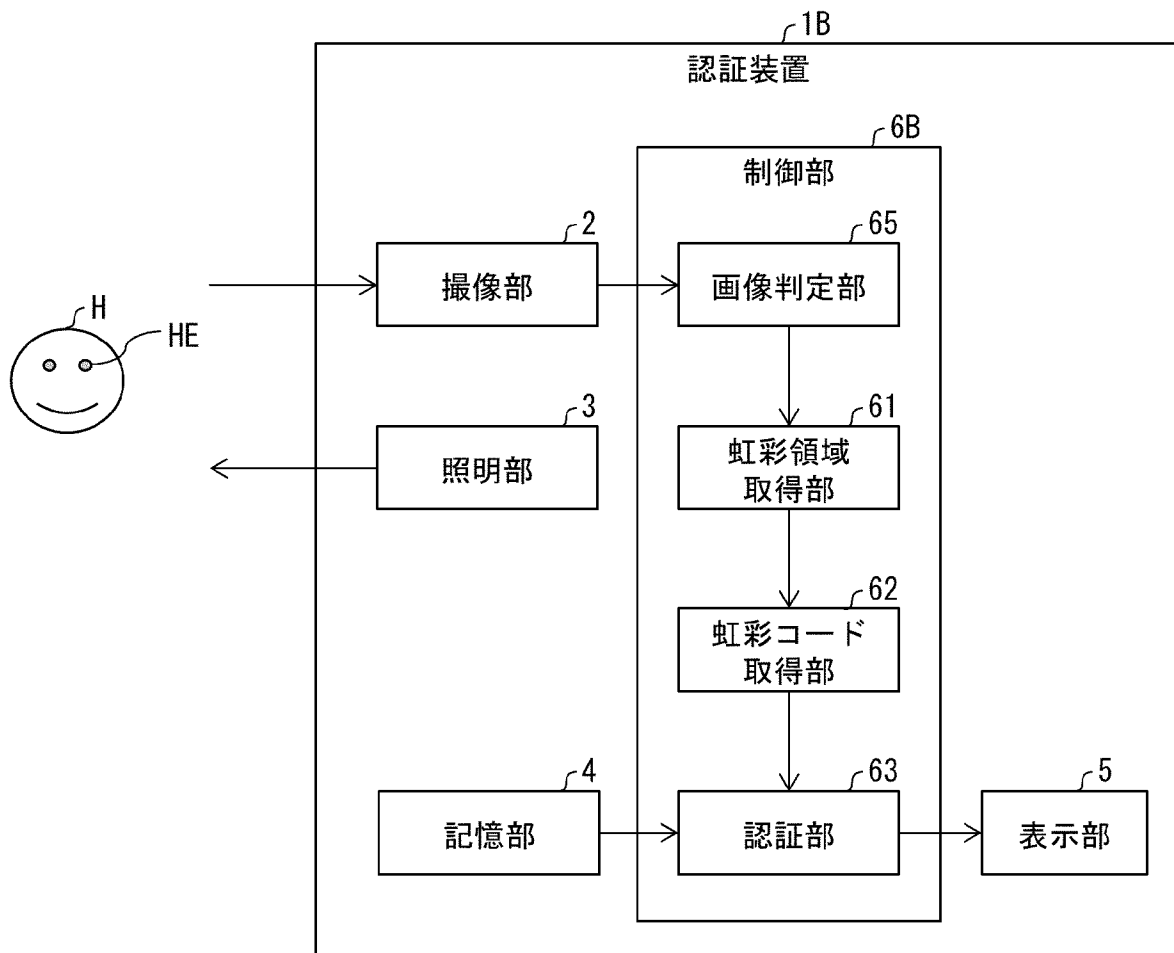 1B
認証装置
6B
制御部
2
撮像部
65
画像判定部
H
HE
3
照明部
61
虹彩領域
取得部
62
虹彩コード
取得部
4
記憶部
63
認証部
5
表示部